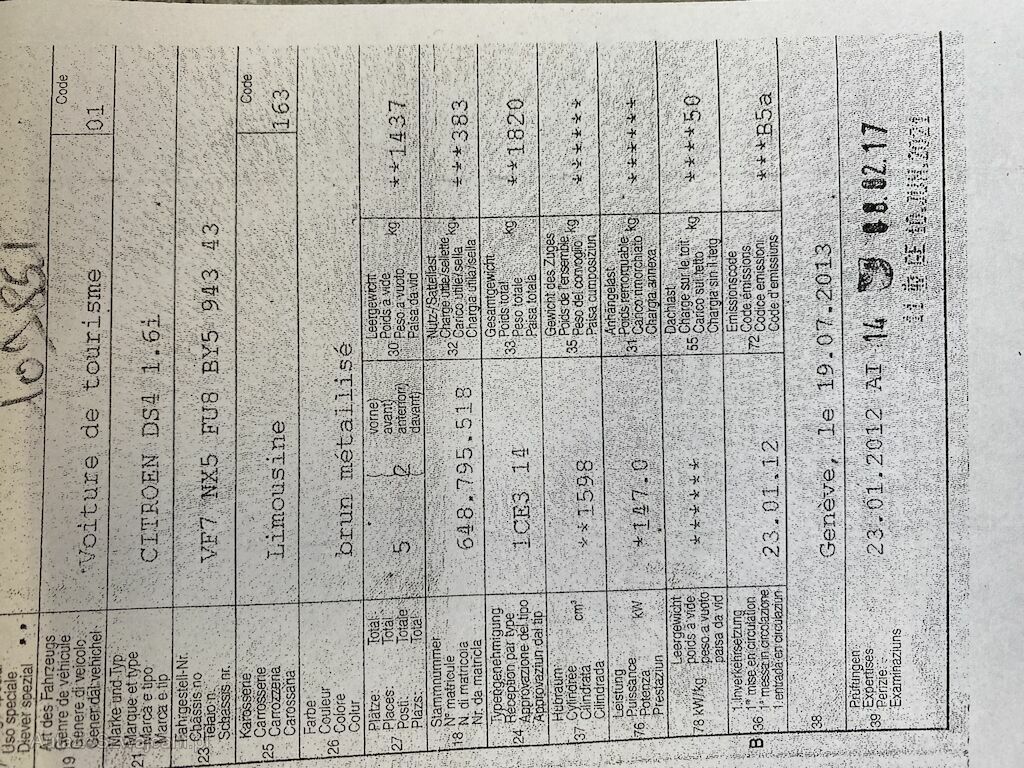 Uso speciale
Diever spezial
Art des Fahrzeugs
19 Genre de véhicule
Genere di veicolo
Gener dal vehichel
Voiture de tourisme
Code
01
Marke und Typ
21 Marque et type
Marca e tipo
Marca e tip
CITROEN DS4 1.6i
Fahrgestell-Nr.
23 Châssis no
Telaio n.
Schassis nr.
VF7 NX5 FU8 BY5 943 43
Karosserie
25 Carrosserie
Carrozzeria
Carossaria
Limousine
Code
163
Farbe
26 Couleur
Colore
Colur
brun métallisé
Plätze: Total:
27 Places: Total:
Posti: Totale
Plazs: Total
5 (2
vorne)
avant)
anteriori)
davant)
Leergewicht
30 Poids à vide kg
Peso a vuoto
Paisa da vid
**1437
Stammnummer
18 N° matricule
N. di matricola
Nr. da matricla
648.795.518
Nutz-/Sattellast
32 Charge utile/sellette kg
Carico utile/sella
Chargia utila/sella
***383
Typengenehmigung
24 Réception par type
Approvazione del tipo
Approvaziun dal tip
1CE3 14
Gesamtgewicht
33 Poids total kg
Peso totale
Paisa totala
**1820
Hubraum
37 Cylindrée cm³
Cilindrata
Cilindrada
**1598
Gewicht des Zuges
35 Poids de l'ensemble kg
Peso del convoglio
Paisa cumposiziun
******
Leistung
76 Puissance kW
Potenza
Prestaziun
*147.0
Anhängelast
31 Poids remorquable kg
Carico rimorchiato
Chargia annexa
******
Leergewicht
78 kW/kg poids à vide
peso a vuoto
paisa da vid
******
Dachlast
55 Charge sur le toit kg
Carico sul tetto
Chargia sin il tetg
****50
1. Inverkehrsetzung
B 36 1re mise en circulation
1a messa in circolazione
1. entrada en circulaziun
23.01.12
Emissionscode
72 Code émissions
Codice emissioni
Code d'emissiuns
***B5a
38
Genève, le 19.07.2013
Prüfungen
39 Expertises
Perizie
Examinaziuns
23.01.2012 AI 14 08.02.17